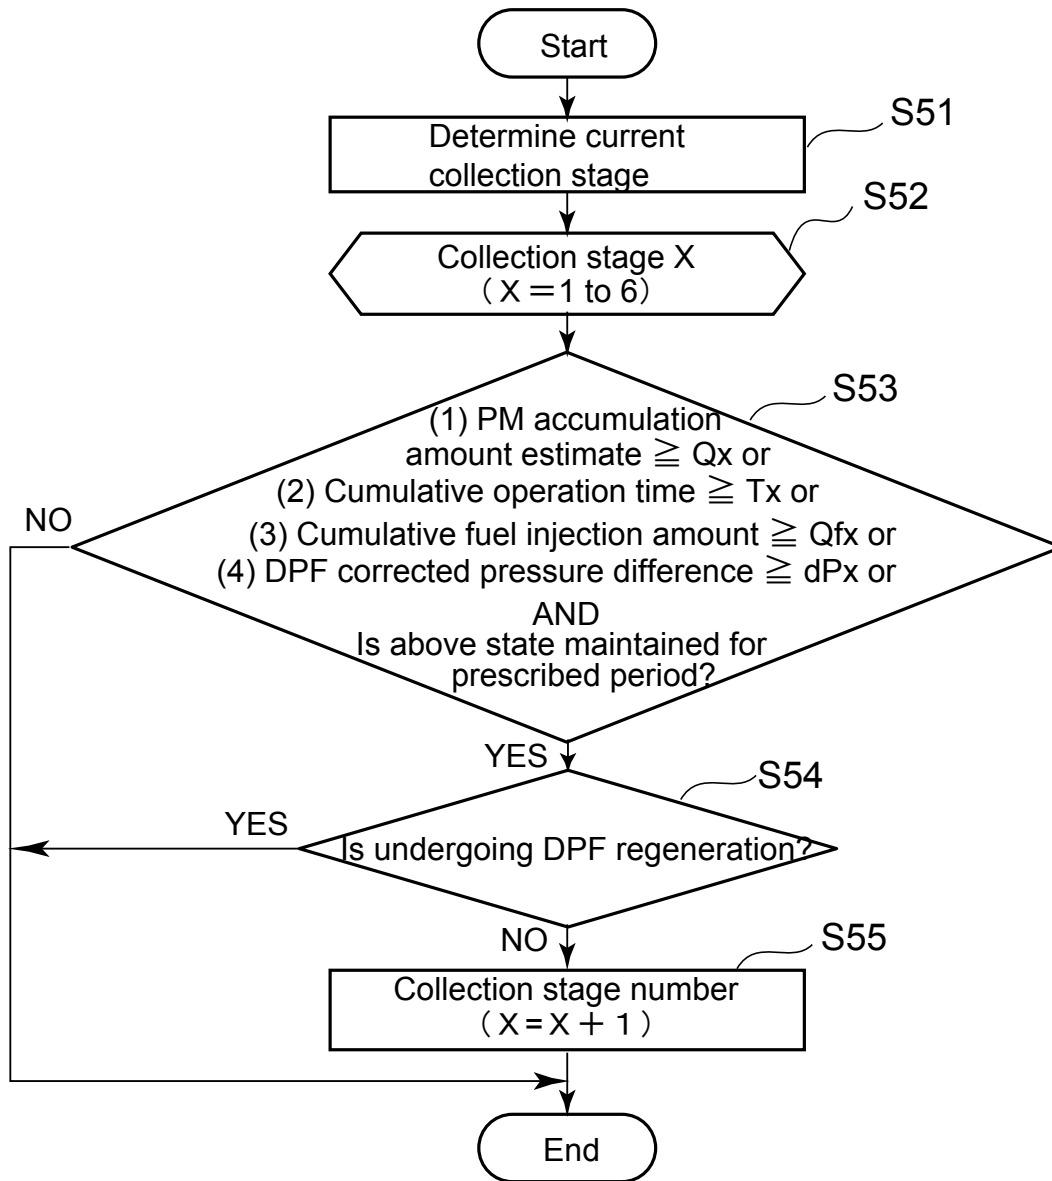 Start
Determine current
collection stage
S51
Collection stage X
（X＝1 to 6）
S52
(1) PM accumulation
amount estimate ≧ Qx or
(2) Cumulative operation time ≧ Tx or
(3) Cumulative fuel injection amount ≧ Qfx or
(4) DPF corrected pressure difference ≧ dPx or
AND
Is above state maintained for
prescribed period?
S53
NO
YES
S54
Is undergoing DPF regeneration?
YES
NO
S55
Collection stage number
（X=X＋1）
End